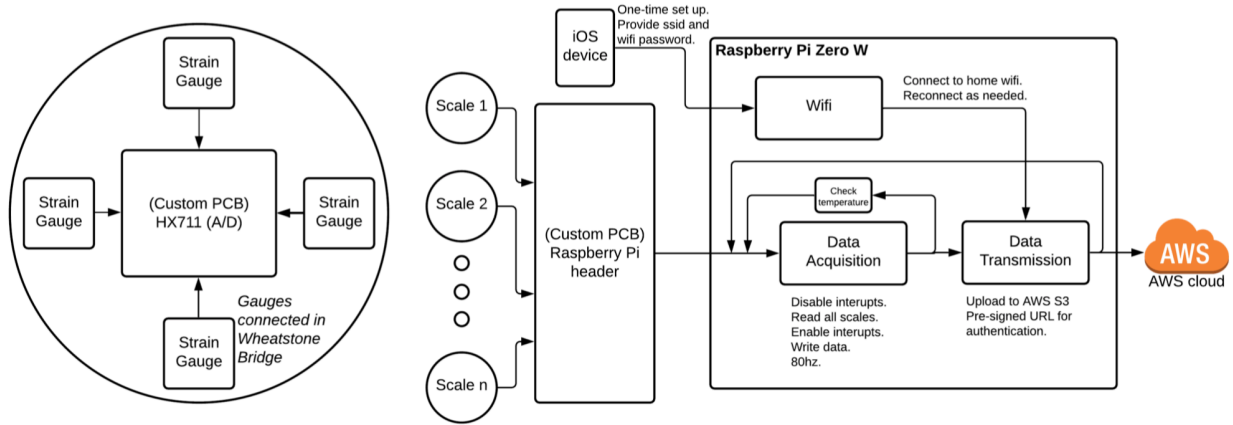 Strain
Gauge
Strain
Gauge
(Custom PCB)
HX711 (A/D)
Strain
Gauge
Strain
Gauge
Gauges
connected in
Wheatstone
Bridge
Scale 1
Scale 2
Scale n
(Custom PCB)
Raspberry Pi
header
iOS
device
One-time set up.
Provide ssid and
wifi password.
Raspberry Pi Zero W
Wifi
Connect to home wifi.
Reconnect as needed.
Check
temperature
Data
Acquisition
Disable interupts.
Read all scales.
Enable interupts.
Write data.
80hz.
Data
Transmission
Upload to AWS S3
Pre-signed URL for
authentication.
AWS
AWS cloud